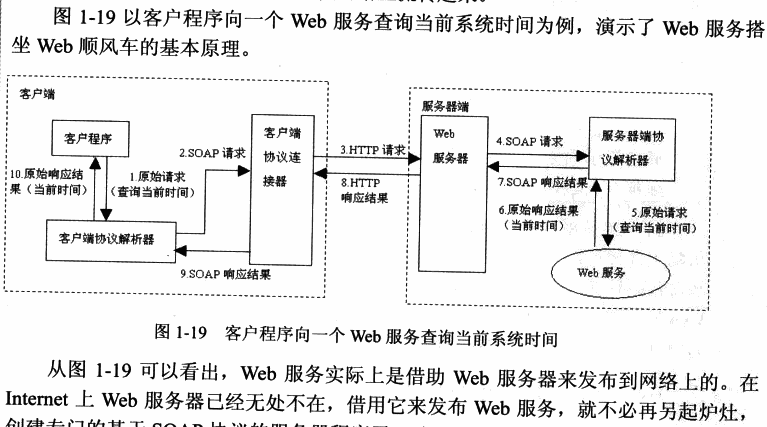 图 1-19 以客户程序向一个 Web 服务查询当前系统时间为例，演示了 Web 服务搭
坐 Web 顺风车的基本原理。
客户端
客户程序
10.原始响应结
果（当前时间）
1.原始请求
（查询当前时间）
客户端协议解析器
2.SOAP 请求
9.SOAP 响应结果
客户端
协议连
接器
3.HTTP 请求
8.HTTP
响应结果
服务器端
Web
服务器
4.SOAP 请求
7.SOAP 响应结果
服务器端协
议解析器
6.原始响应结果
（当前时间）
5.原始请求
（查询当前时间）
Web 服务
图 1-19 客户程序向一个 Web 服务查询当前系统时间
从图 1-19 可以看出，Web 服务实际上是借助 Web 服务器来发布到网络上的。在
Internet 上 Web 服务器已经无处不在，借用它来发布 Web 服务，就不必再另起炉灶，